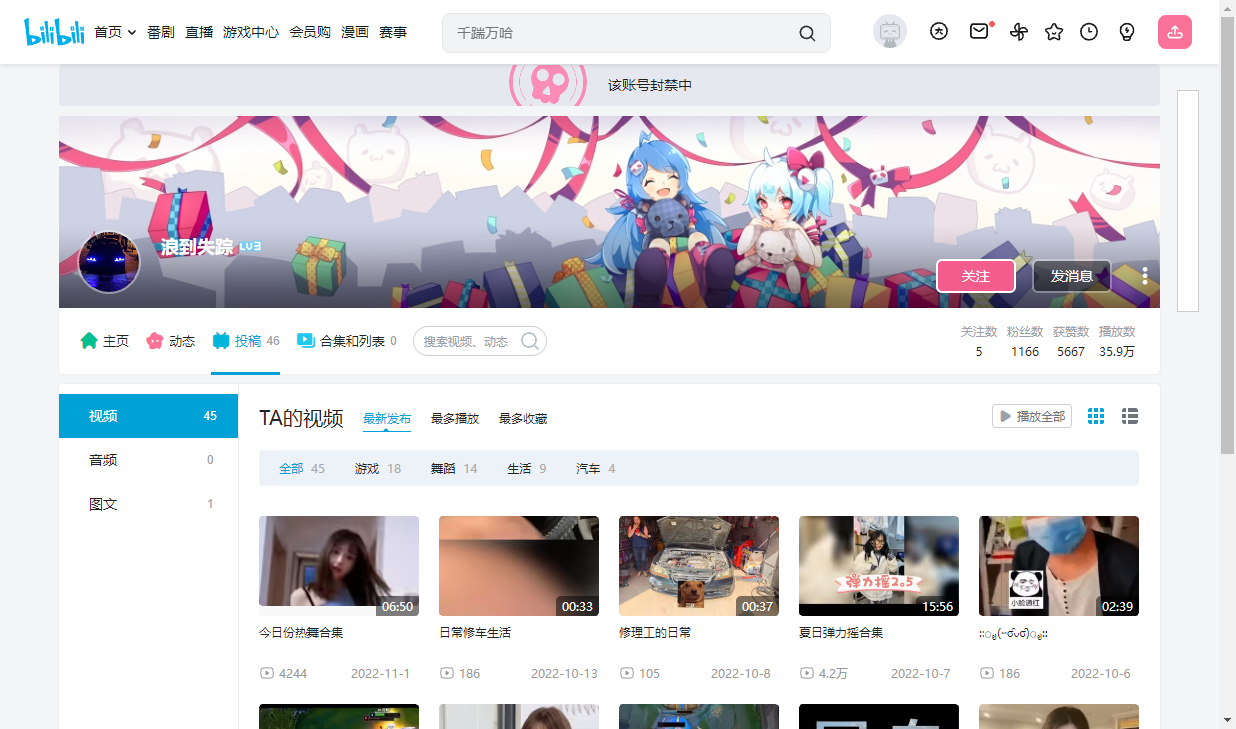 bilibili 首页 番剧 直播 游戏中心 会员购 漫画 赛事 千踹万哈
该账号封禁中
浪到失踪 LV3
关注 发消息
主页 动态 投稿 46 合集和列表 0 搜索视频、动态
关注数 粉丝数 获赞数 播放数
5 1166 5667 35.9万
视频 45
音频 0
图文 1
TA的视频 最新发布 最多播放 最多收藏 播放全部
全部 45 游戏 18 舞蹈 14 生活 9 汽车 4
弹力摇2.5
小脸通红
06:50 00:33 00:37 15:56 02:39
今日份热舞合集 日常修车生活 修理工的日常 夏日弹力摇合集
4244 2022-11-1 186 2022-10-13 105 2022-10-8 4.2万 2022-10-7 186 2022-10-6